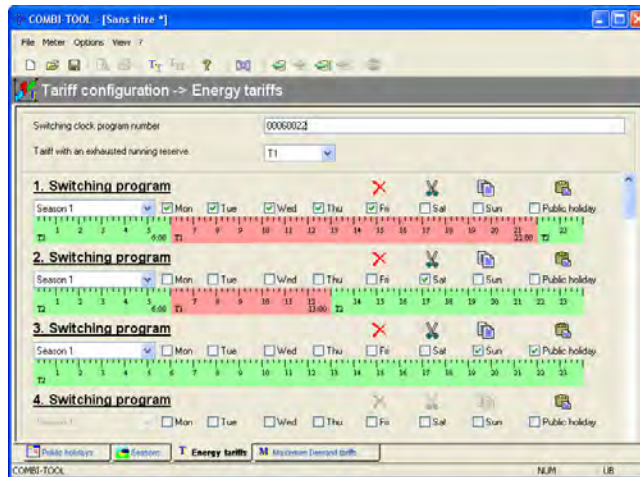 COMBI-TOOL - [Sans titre *]
File Meter Options View ?
Tariff configuration -> Energy tariffs
Switching clock program number 00060022
Tariff with an exhausted running reserve T1
1. Switching program
Season 1 Mon Tue Wed Thu Fri Sat Sun Public holiday
1 2 3 4 5 7 8 9 10 11 12 13 14 15 16 17 18 19 20 21 23
T2 6:00 T1 22:00 T2
2. Switching program
Season 1 Mon Tue Wed Thu Fri Sat Sun Public holiday
1 2 3 4 5 7 8 9 10 11 12 14 15 16 17 18 19 20 21 22 23
T2 6:00 T1 13:00 T2
3. Switching program
Season 1 Mon Tue Wed Thu Fri Sat Sun Public holiday
1 2 3 4 5 6 7 8 9 10 11 12 13 14 15 16 17 18 19 20 21 22 23
T2
4. Switching program
Season 1 Mon Tue Wed Thu Fri Sat Sun Public holiday
Public holidays Seasons T Energy tariffs M Maximum Demand tariffs
COMBI-TOOL NUM UB